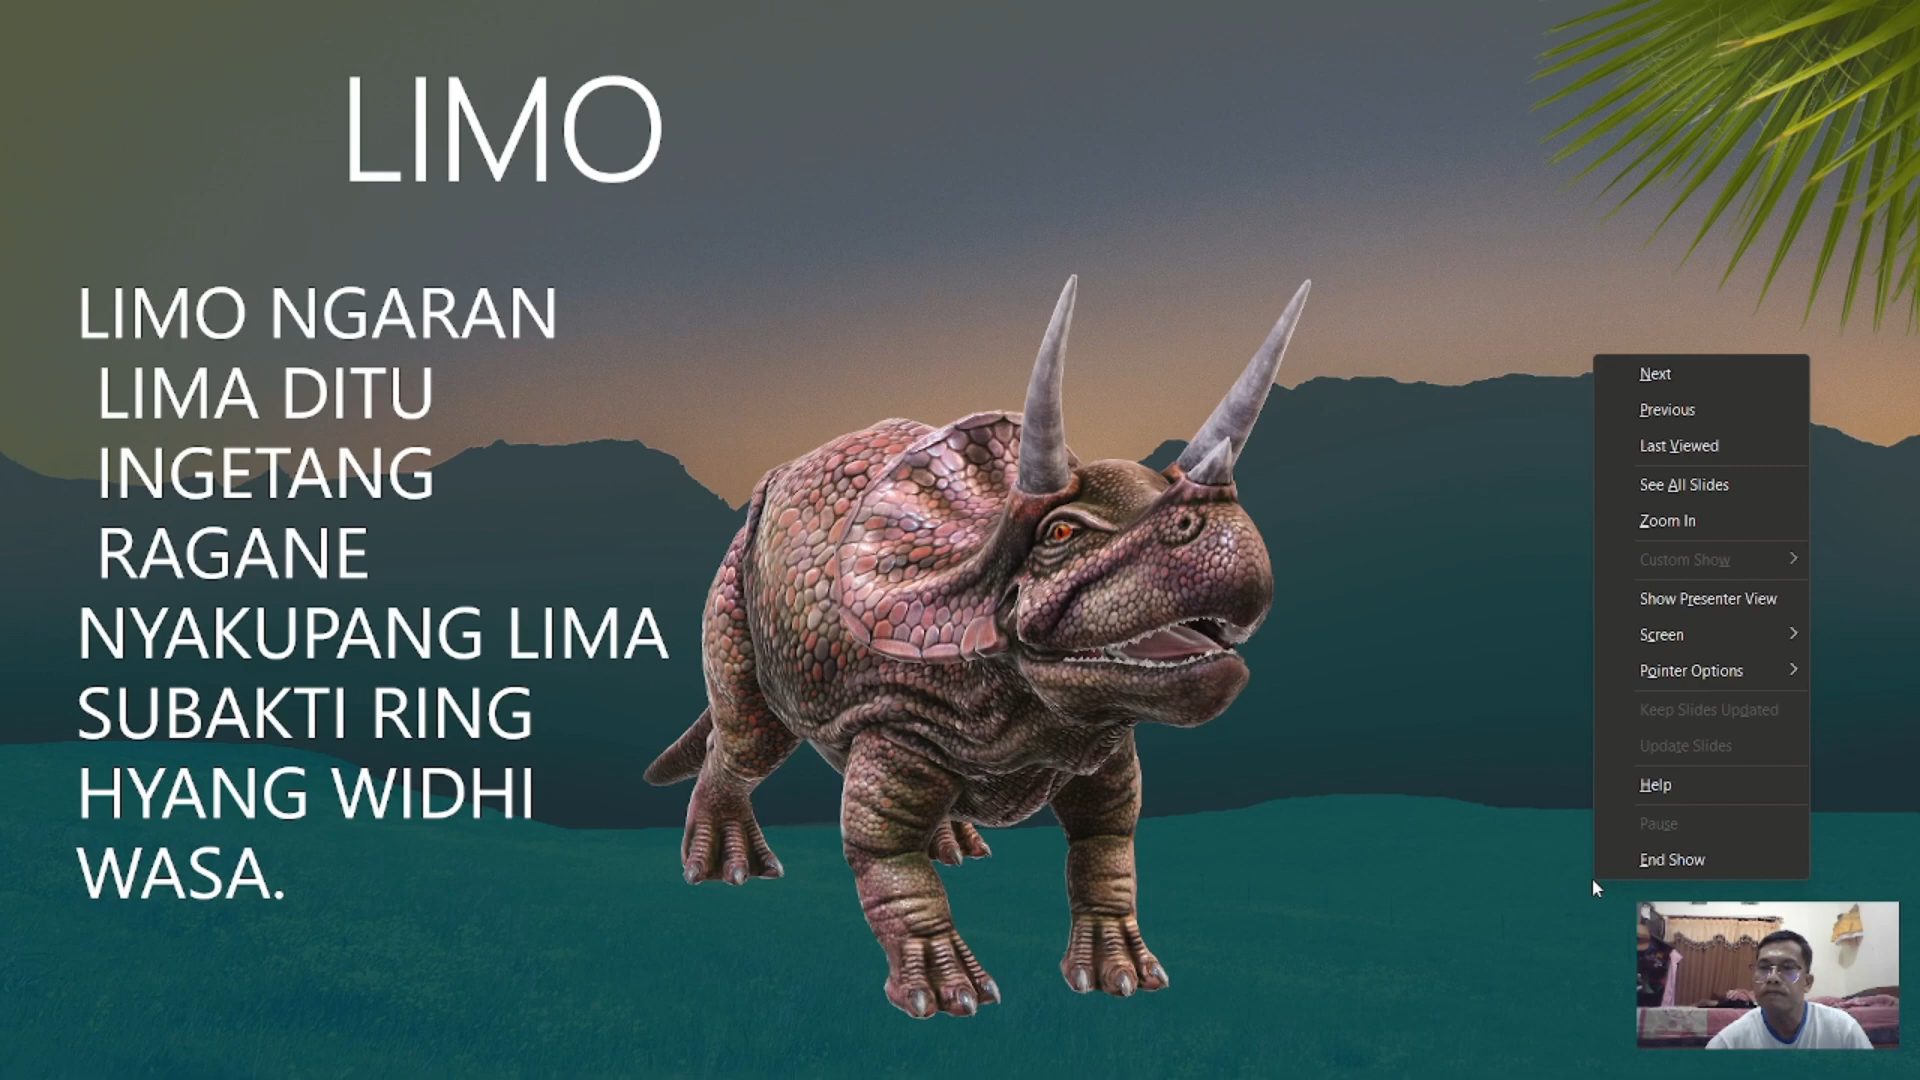 LIMO
LIMO NGARAN
LIMA DITU
INGETANG
RAGANE
NYAKUPANG LIMA
SUBAKTI RING
HYANG WIDHI
WASA.
Next
Previous
Last Viewed
See All Slides
Zoom In
Custom Show
Show Presenter View
Screen
Pointer Options
Keep Slides Updated
Update Slides
Help
Pause
End Show